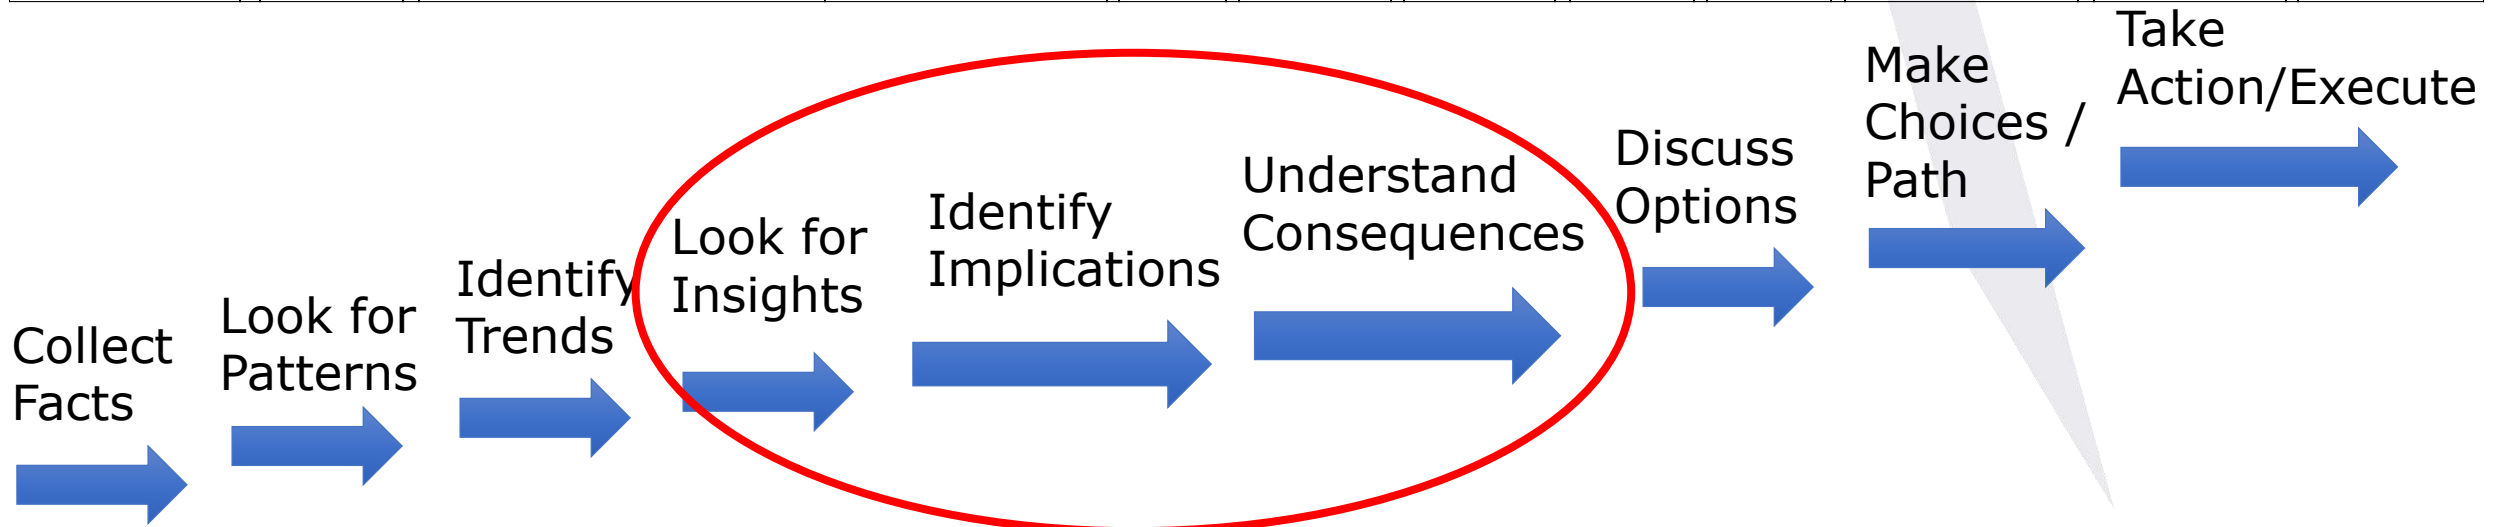 Collect
Facts
Look for
Patterns
Identify
Trends
Look for
Insights
Identify
Implications
Understand
Consequences
Discuss
Options
Make
Choices /
Path
Take
Action/Execute